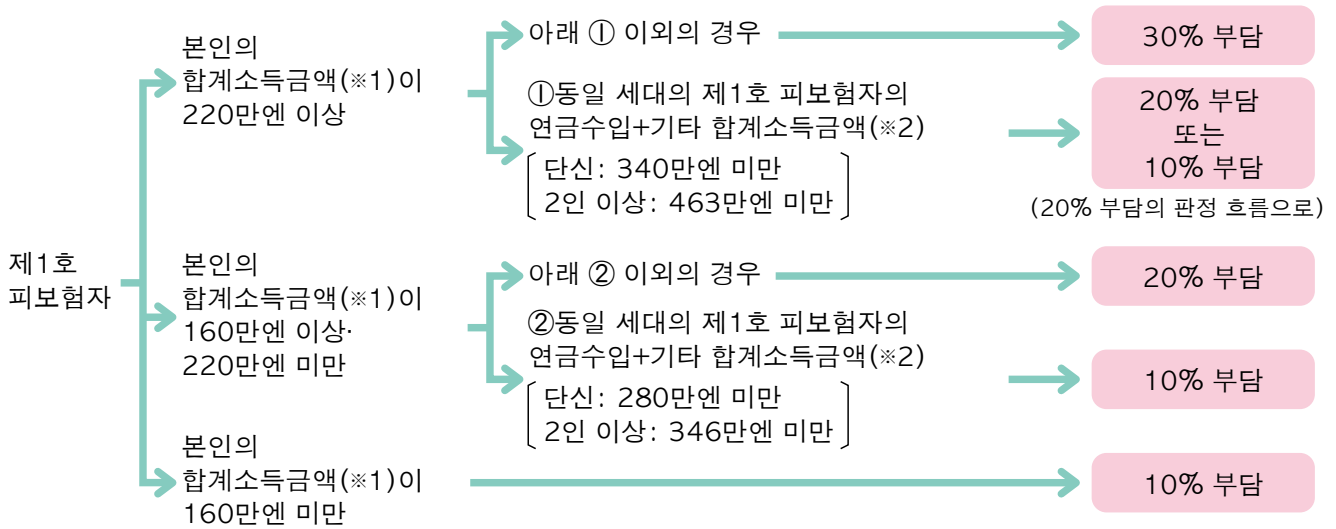 제1호
피보험자
본인의
합계소득금액(※1)이
220만엔 이상
아래 ① 이외의 경우
30% 부담
①동일 세대의 제1호 피보험자의
연금수입+기타 합계소득금액(※2)
단신: 340만엔 미만
2인 이상: 463만엔 미만
20% 부담
또는
10% 부담
(20% 부담의 판정 흐름으로)
본인의
합계소득금액(※1)이
160만엔 이상·
220만엔 미만
아래 ② 이외의 경우
20% 부담
②동일 세대의 제1호 피보험자의
연금수입+기타 합계소득금액(※2)
단신: 280만엔 미만
2인 이상: 346만엔 미만
10% 부담
본인의
합계소득금액(※1)이
160만엔 미만
10% 부담